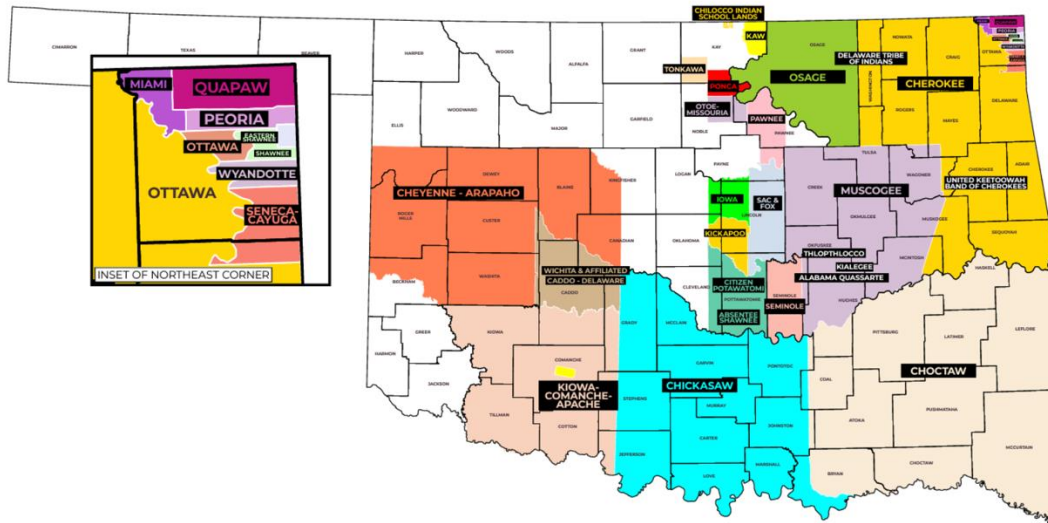 CHILOCCO INDIAN
SCHOOL LANDS
KAW
CIMARRON
TEXAS
BEAVER
HARPER
WOODS
ALFALFA
GRANT
KAY
OSAGE
NOWATA
CRAIG
OTTAWA
PEORIA
WYANDOTTE
TONKAWA
DELAWARE TRIBE
OF INDIANS
OSAGE
CHEROKEE
PONCA
MIAMI
QUAPAW
PEORIA
EASTERN
SHAWNEE
OTTAWA
SHAWNEE
WYANDOTTE
OTTAWA
SENECA-
CAYUGA
INSET OF NORTHEAST CORNER
WOODWARD
ELLIS
MAJOR
GARFIELD
OTOE-
MISSOURIA
NOBLE
PAWNEE
PAWNEE
ROGERS
MAYES
DELAWARE
DEWEY
BLAINE
KINGFISHER
LOGAN
PAYNE
CREEK
TULSA
WAGONER
CHEROKEE
ADAIR
CHEYENNE - ARAPAHO
UNITED KEETOOWAH
BAND OF CHEROKEES
ROGER
MILLS
CUSTER
CANADIAN
OKLAHOMA
IOWA
SAC &
FOX
LINCOLN
KICKAPOO
MUSCOGEE
OKMULGEE
MUSKOGEE
SEQUOYAH
OKFUSKEE
THLOPTHLOCCO
MCINTOSH
KIALEGEE
ALABAMA QUASSARTE
HASKELL
BECKHAM
WASHITA
WICHITA & AFFILIATED
CADDO - DELAWARE
CADDO
CLEVELAND
CITIZEN
POTAWATOMI
POTTAWATOMIE
ABSENTEE
SHAWNEE
SEMINOLE
SEMINOLE
HUGHES
GREER
KIOWA
GRADY
MCCLAIN
PITTSBURG
LATIMER
LEFLORE
HARMON
JACKSON
COMANCHE
KIOWA-
COMANCHE-
APACHE
CHICKASAW
GARVIN
PONTOTOC
COAL
CHOCTAW
TILLMAN
COTTON
STEPHENS
MURRAY
JOHNSTON
ATOKA
PUSHMATAHA
MCCURTAIN
JEFFERSON
CARTER
LOVE
MARSHALL
BRYAN
CHOCTAW